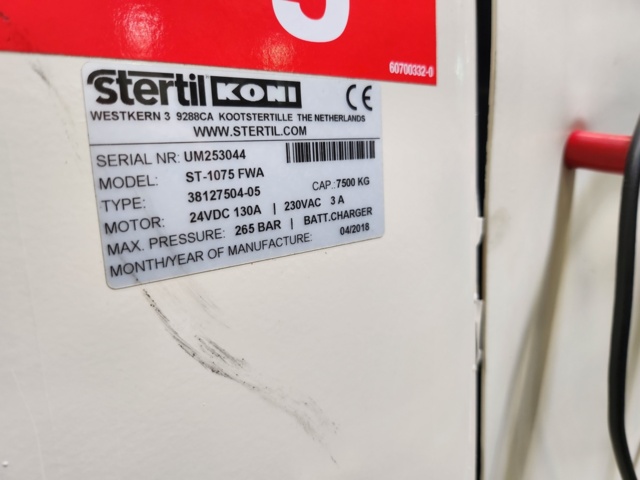 60700332-0
stertil KONI CE
WESTKERN 3 9288CA KOOTSTERTILLE THE NETHERLANDS
WWW.STERTIL.COM
SERIAL NR: UM253044
MODEL: ST-1075 FWA
TYPE: 38127504-05 CAP.: 7500 KG
MOTOR: 24VDC 130A | 230VAC 3 A
MAX. PRESSURE: 265 BAR | BATT.CHARGER
MONTH/YEAR OF MANUFACTURE: 04/2018